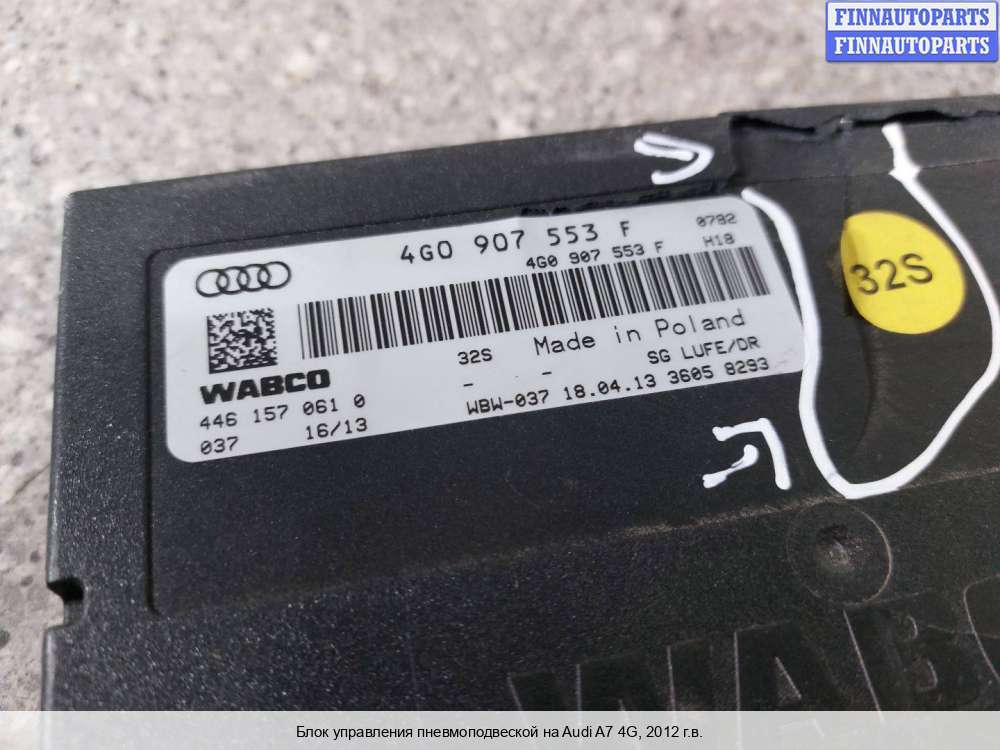 FINNAUTOPARTS
FINNAUTOPARTS
4G0 907 553 F
0792
4G0 907 553 F
H18
32S
Made in Poland
WABCO
SG LUFE/DR
446 157 061 0
WBW-037 18.04.13 3605 8293
037 16/13
32S
WAB
Блок управления пневмоподвеской на Audi A7 4G, 2012 г.в.